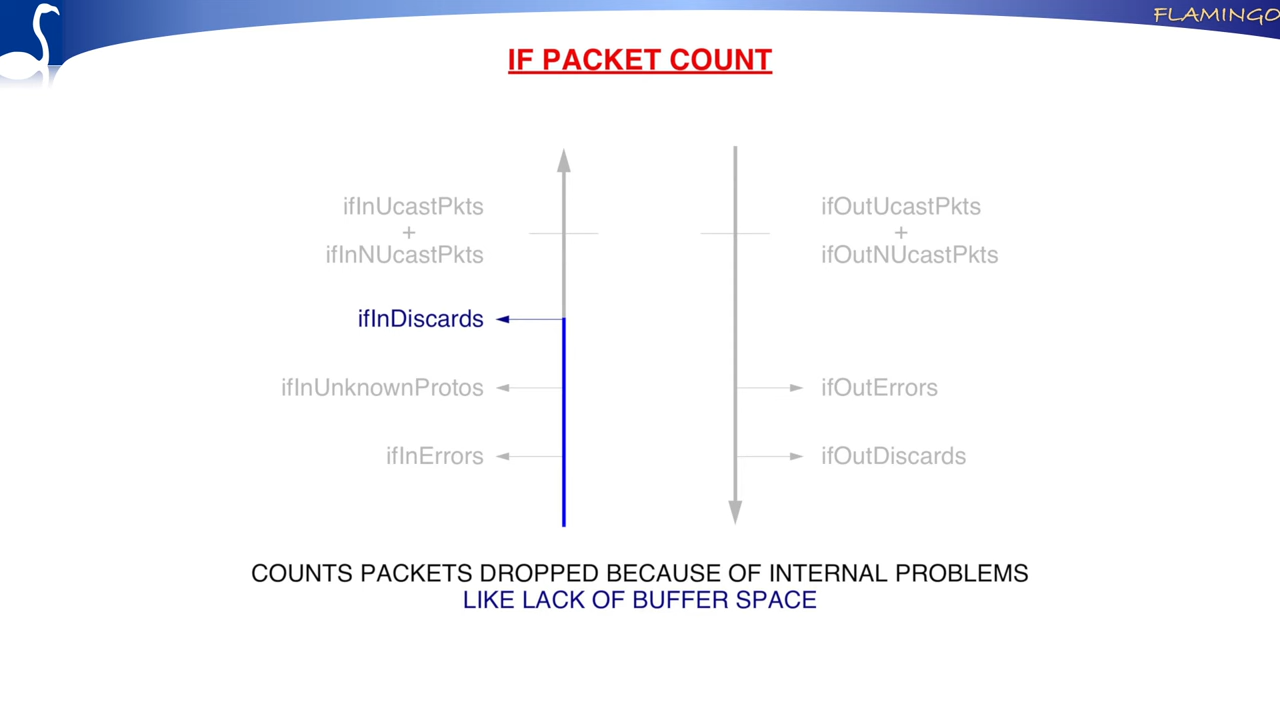 FLAMINGO
IF PACKET COUNT
ifInUcastPkts
+
ifInNUcastPkts
ifInDiscards
ifInUnknownProtos
ifInErrors
ifOutUcastPkts
+
ifOutNUcastPkts
ifOutErrors
ifOutDiscards
COUNTS PACKETS DROPPED BECAUSE OF INTERNAL PROBLEMS
LIKE LACK OF BUFFER SPACE